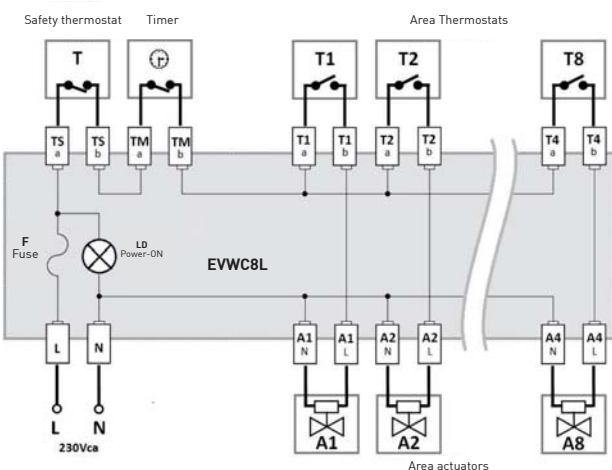 Safety thermostat Timer Area Thermostats
T T1 T2 T8
TS a TS b TM a TM b T1 a T1 b T2 a T2 b T4 a T4 b
F
Fuse
LD
Power-ON
EVWC8L
L N A1 N A1 L A2 N A2 L A4 N A4 L
L N
230Vca
A1 A2 A8
Area actuators